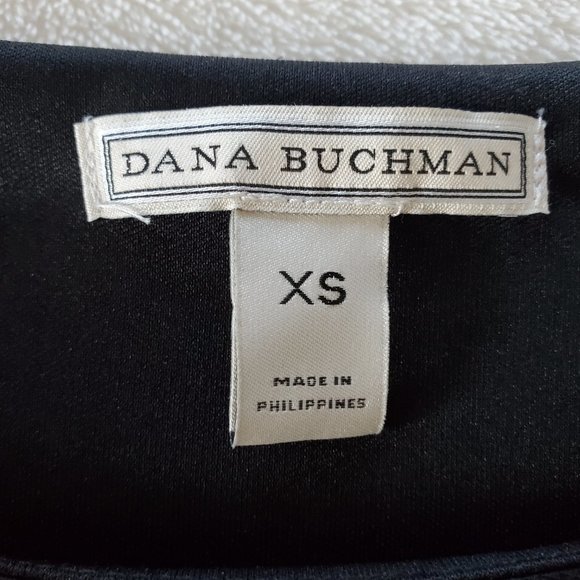 DANA BUCHMAN
XS
MADE IN
PHILIPPINES